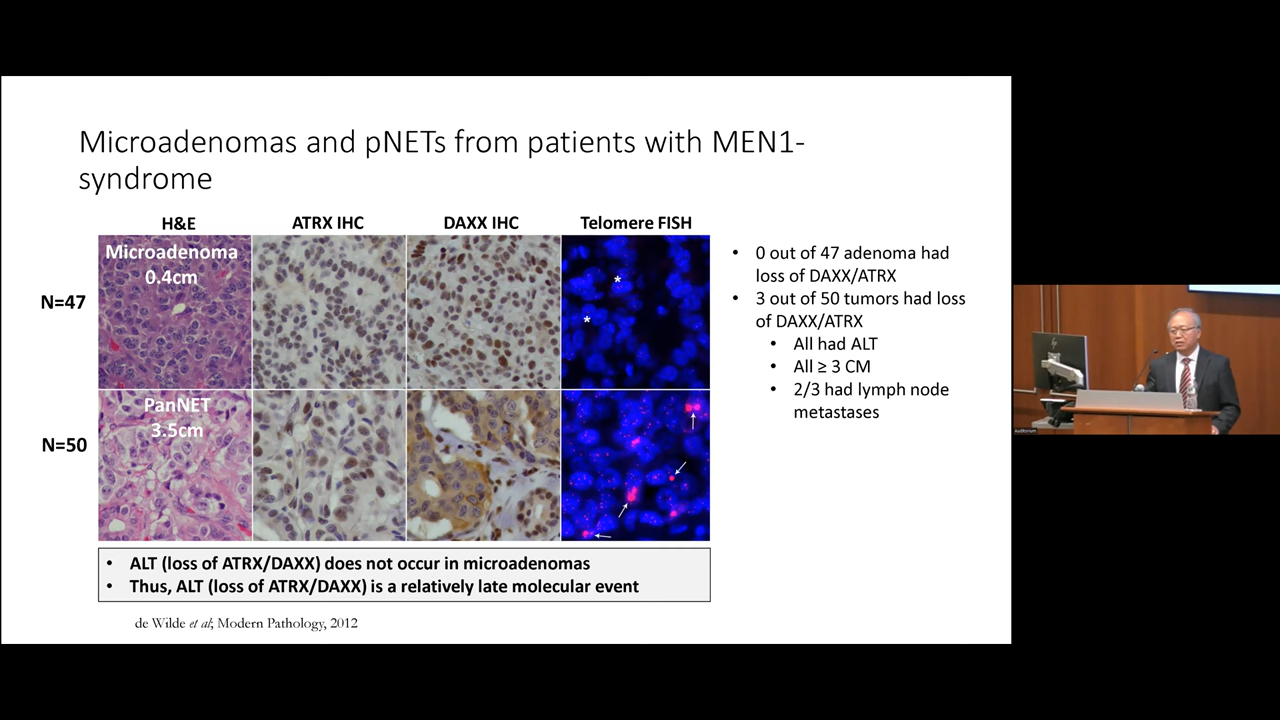 Microadenomas and pNETs from patients with MEN1-
syndrome
H&E
ATRX IHC
DAXX IHC
Telomere FISH
N=47
Microadenoma
0.4cm
*
*
N=50
PanNET
3.5cm
• 0 out of 47 adenoma had
loss of DAXX/ATRX
• 3 out of 50 tumors had loss
of DAXX/ATRX
• All had ALT
• All ≥ 3 CM
• 2/3 had lymph node
metastases
• ALT (loss of ATRX/DAXX) does not occur in microadenomas
• Thus, ALT (loss of ATRX/DAXX) is a relatively late molecular event
de Wilde et al; Modern Pathology, 2012
Auditorium